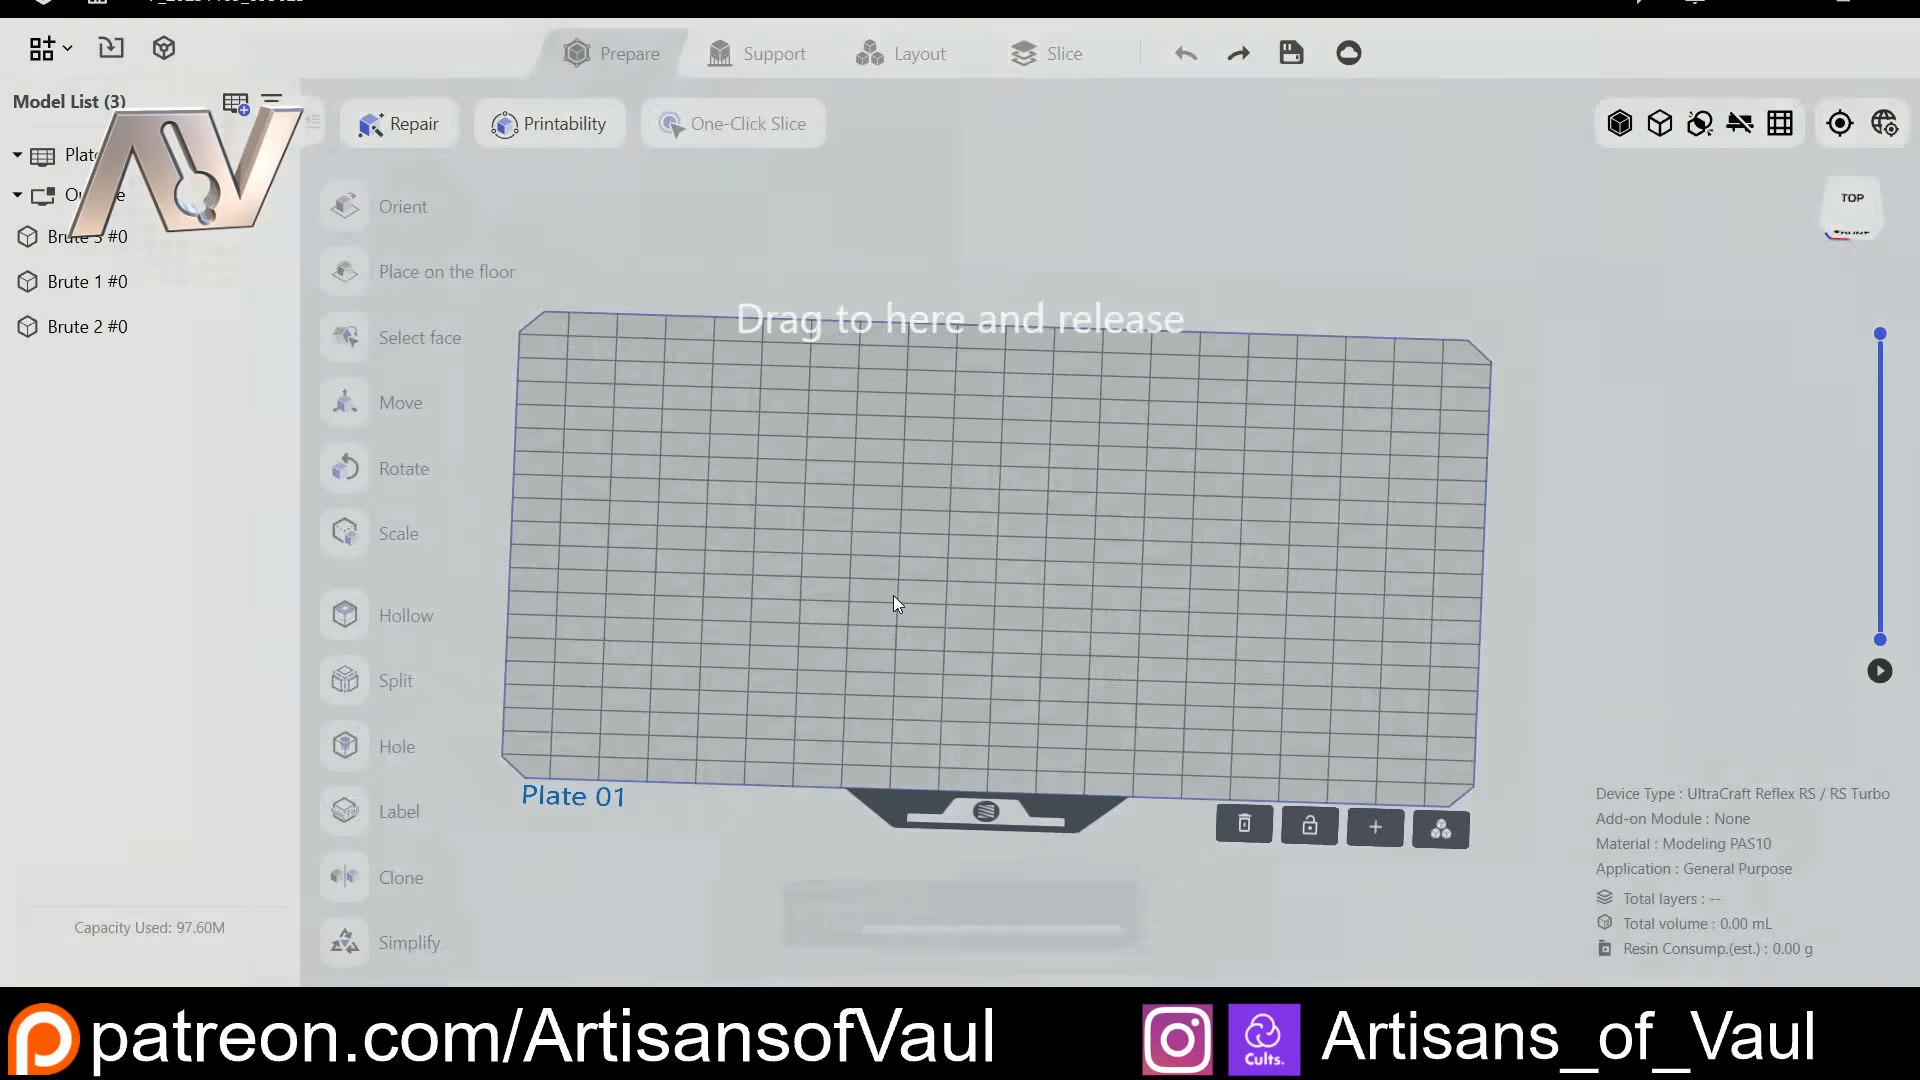 Prepare
Support
Layout
Slice
Model List (3)
Repair
Printability
One-Click Slice
Brute 3 #0
Brute 1 #0
Brute 2 #0
Orient
Place on the floor
Select face
Move
Rotate
Scale
Hollow
Split
Hole
Label
Clone
Simplify
TOP
Drag to here and release
Plate 01
Capacity Used: 97.60M
Device Type : UltraCraft Reflex RS / RS Turbo
Add-on Module : None
Material : Modeling PAS10
Application : General Purpose
Total layers : --
Total volume : 0.00 mL
Resin Consump.(est.) : 0.00 g
patreon.com/ArtisansofVaul
Cults.
Artisans_of_Vaul